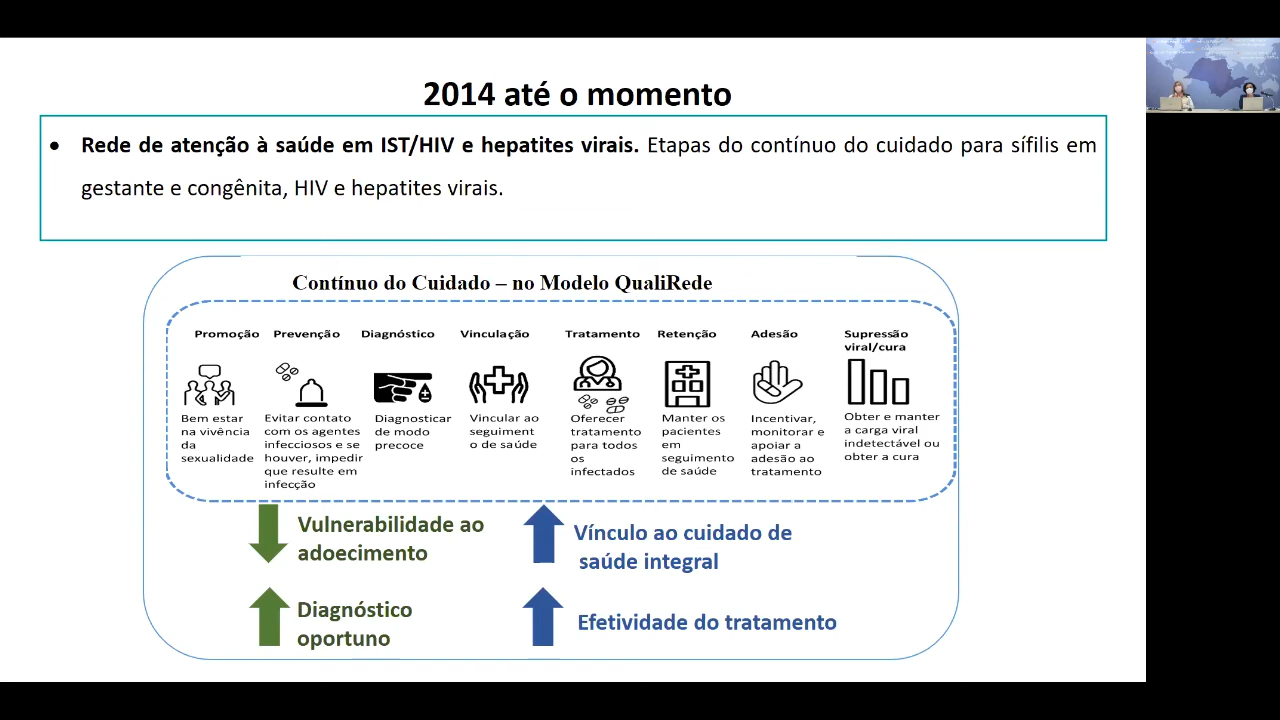 2014 até o momento
• Rede de atenção à saúde em IST/HIV e hepatites virais. Etapas do contínuo do cuidado para sífilis em
gestante e congênita, HIV e hepatites virais.
Contínuo do Cuidado – no Modelo QualiRede
Promoção
Bem estar
na vivência
da
sexualidade
Prevenção
Evitar contato
com os agentes
infecciosos e se
houver, impedir
que resulte em
infecção
Diagnóstico
Diagnosticar
de modo
precoce
Vinculação
Vincular ao
seguiment
o de saúde
Tratamento
Oferecer
tratamento
para todos
os
infectados
Retenção
Manter os
pacientes
em
seguimento
de saúde
Adesão
Incentivar,
monitorar e
apoiar a
adesão ao
tratamento
Supressão
viral/cura
Obter e manter
a carga viral
indetectável ou
obter a cura
Vulnerabilidade ao
adoecimento
Vínculo ao cuidado de
saúde integral
Diagnóstico
oportuno
Efetividade do tratamento